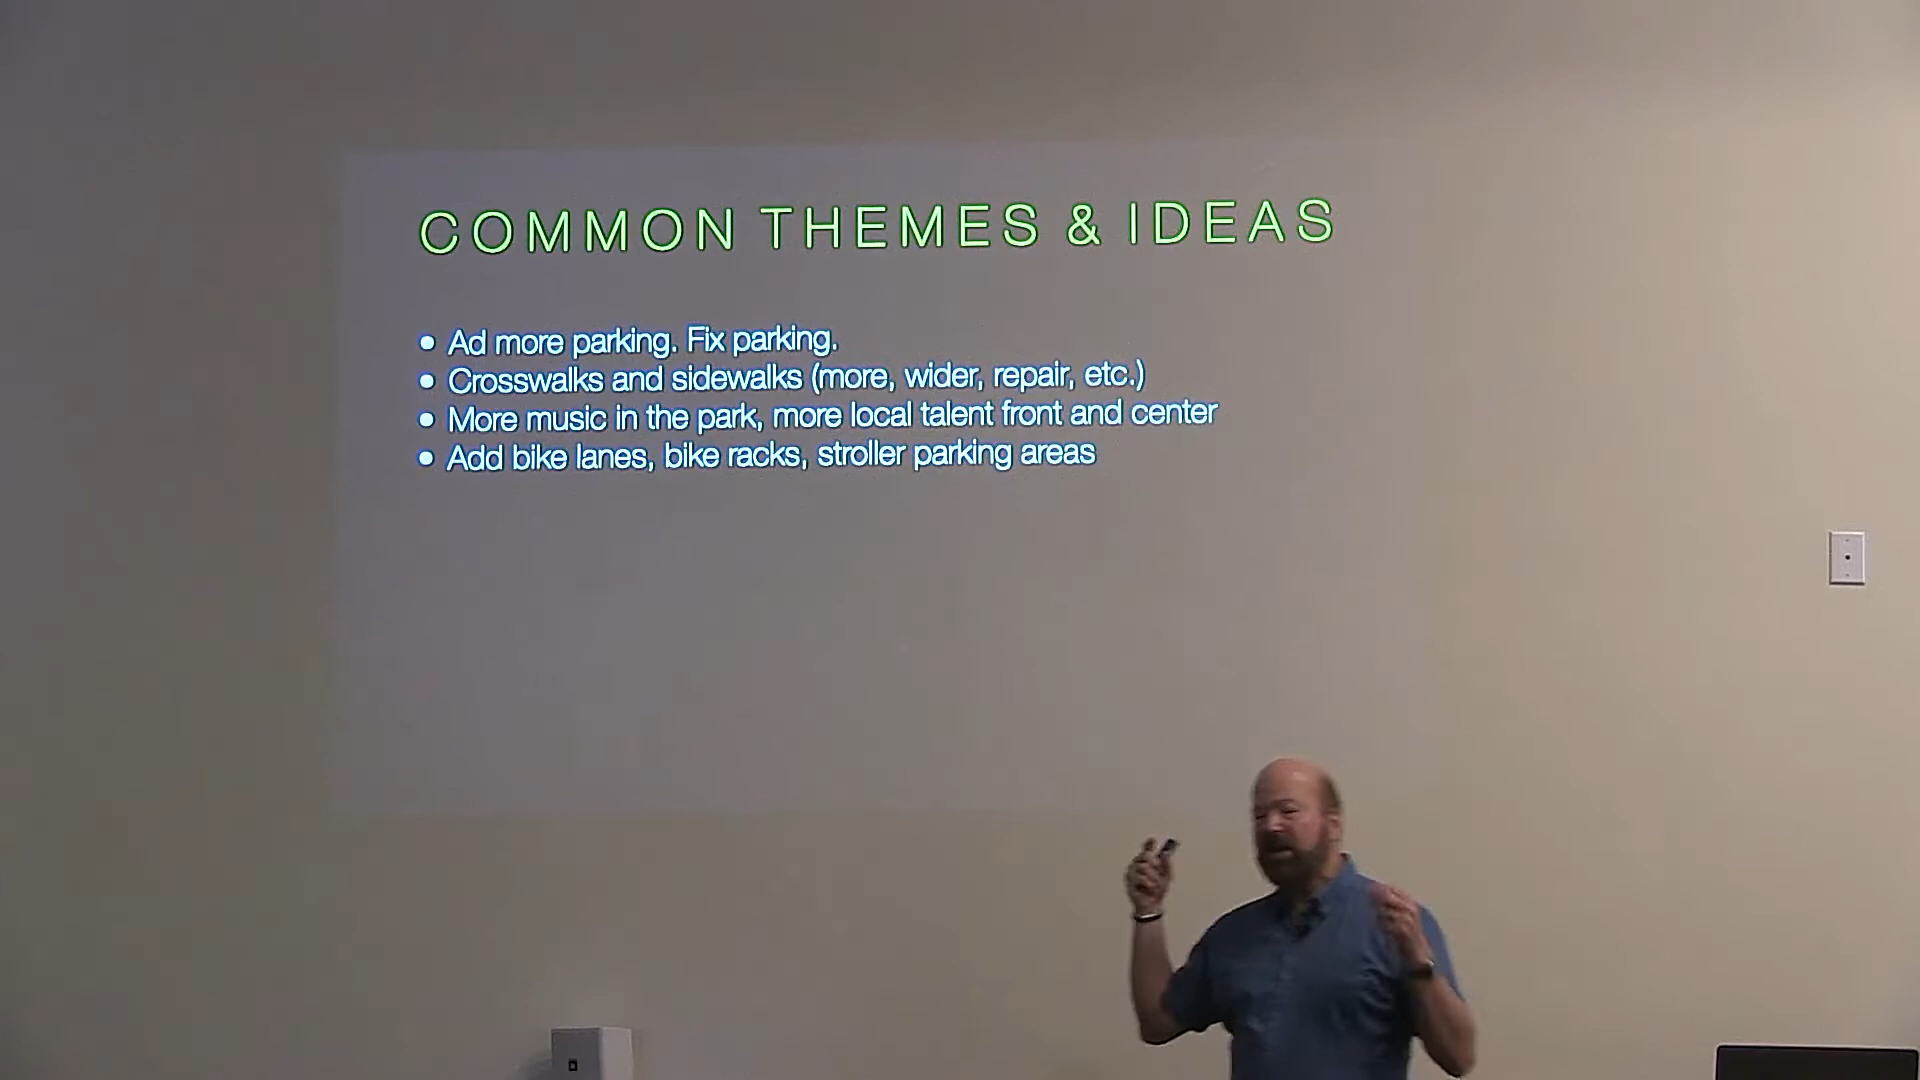 COMMON THEMES & IDEAS
• Ad more parking. Fix parking.
• Crosswalks and sidewalks (more, wider, repair, etc.)
• More music in the park, more local talent front and center
• Add bike lanes, bike racks, stroller parking areas